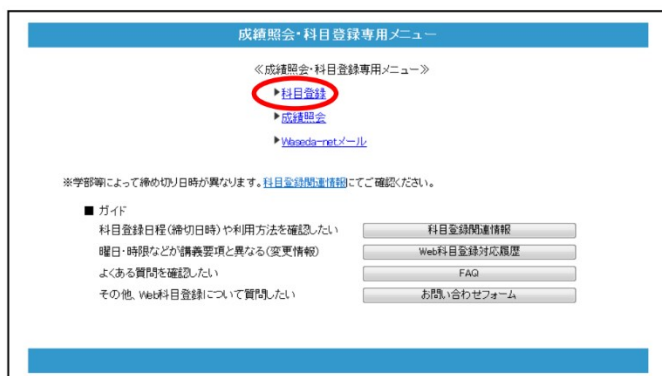 成績照会・科目登録専用メニュー
≪成績照会・科目登録専用メニュー≫
科目登録
成績照会
Waseda-netメール
※学部等によって締め切り日時が異なります。科目登録関連情報にてご確認ください。
■ ガイド
科目登録日程(締切日時)や利用方法を確認したい 科目登録関連情報
曜日・時限などが講義要項と異なる(変更情報) Web科目登録対応履歴
よくある質問を確認したい FAQ
その他、Web科目登録について質問したい お問い合わせフォーム